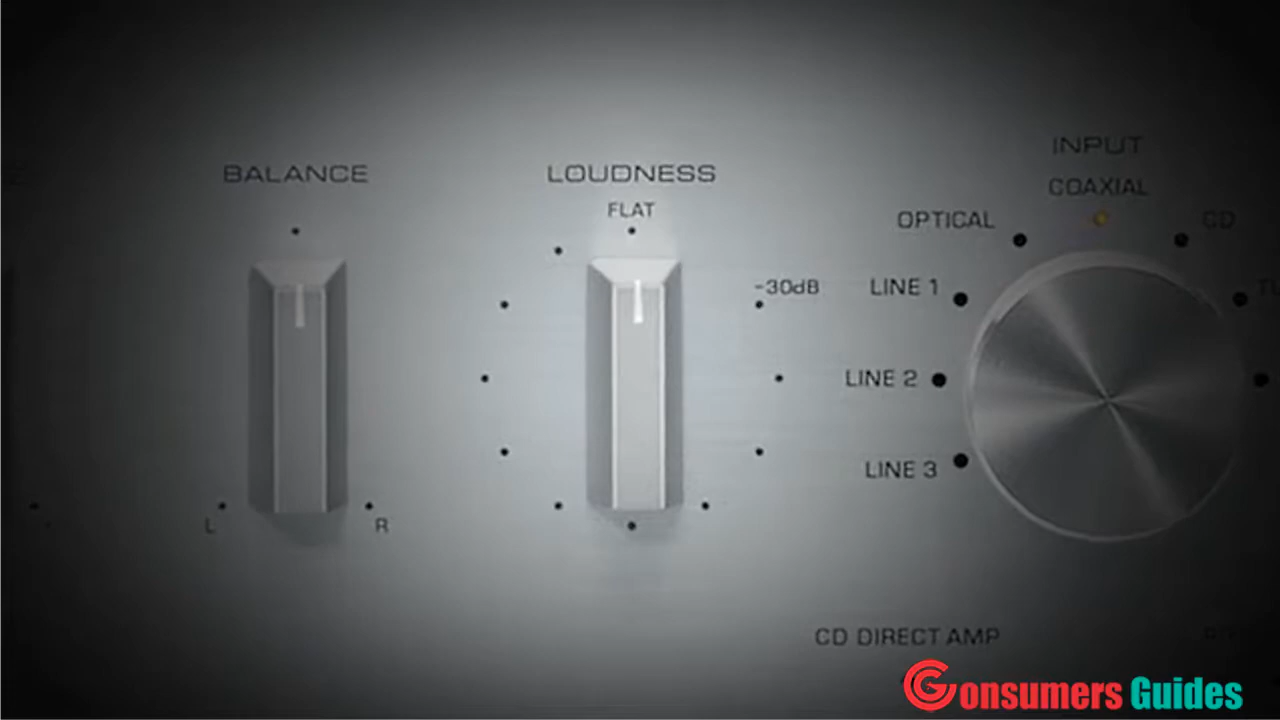 BALANCE
LOUDNESS
FLAT
INPUT
COAXIAL
OPTICAL
CD
-30dB
LINE 1
LINE 2
LINE 3
L
R
CD DIRECT AMP
Consumers Guides